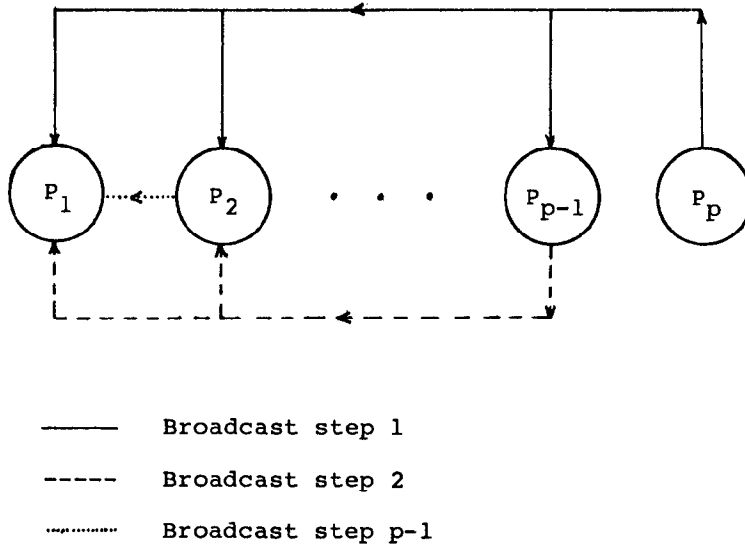 P1 P2 . . . Pp-1 Pp
Broadcast step 1
Broadcast step 2
Broadcast step p-1